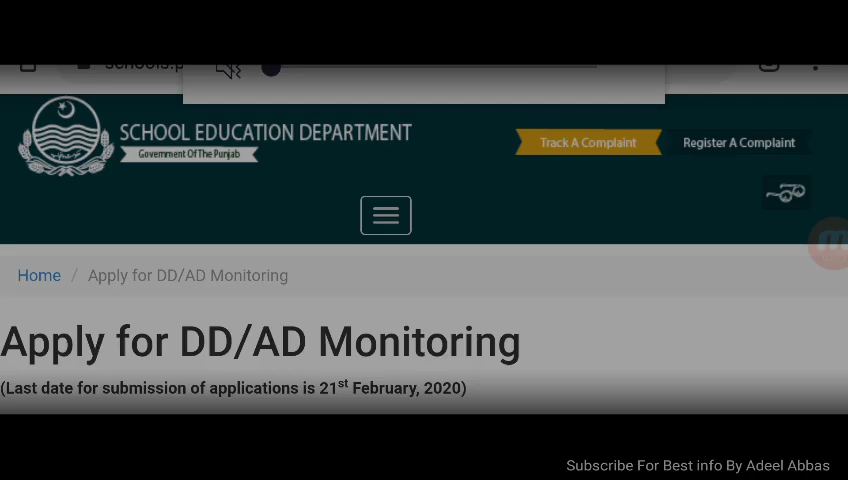 schools.p
SCHOOL EDUCATION DEPARTMENT
Government Of The Punjab
Track A Complaint
Register A Complaint
Home / Apply for DD/AD Monitoring
Apply for DD/AD Monitoring
(Last date for submission of applications is 21st February, 2020)
Subscribe For Best info By Adeel Abbas